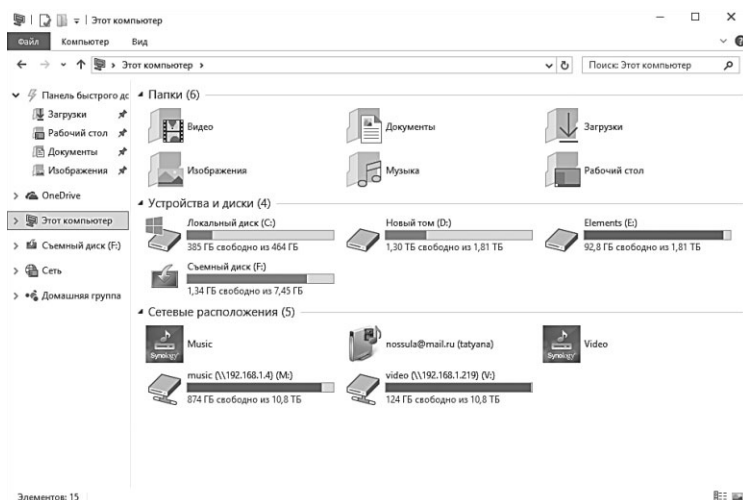 Этот компьютер
Файл Компьютер Вид
Этот компьютер
Поиск: Этот компьютер
Панель быстрого дс
Загрузки
Рабочий стол
Документы
Изображения
OneDrive
Этот компьютер
Съемный диск (F:)
Сеть
Домашняя группа
Папки (6)
Видео
Документы
Загрузки
Изображения
Музыка
Рабочий стол
Устройства и диски (4)
Локальный диск (C:)
385 ГБ свободно из 464 ГБ
Новый том (D:)
1,30 ТБ свободно из 1,81 ТБ
Elements (E:)
92,8 ГБ свободно из 1,81 ТБ
Съемный диск (F:)
1,34 ГБ свободно из 7,45 ГБ
Сетевые расположения (5)
Synology
Music
nossula@mail.ru (tatyana)
Synology
Video
music (\\192.168.1.4) (M:)
874 ГБ свободно из 10,8 ТБ
video (\\192.168.1.219) (V:)
124 ГБ свободно из 10,8 ТБ
Элементов: 15